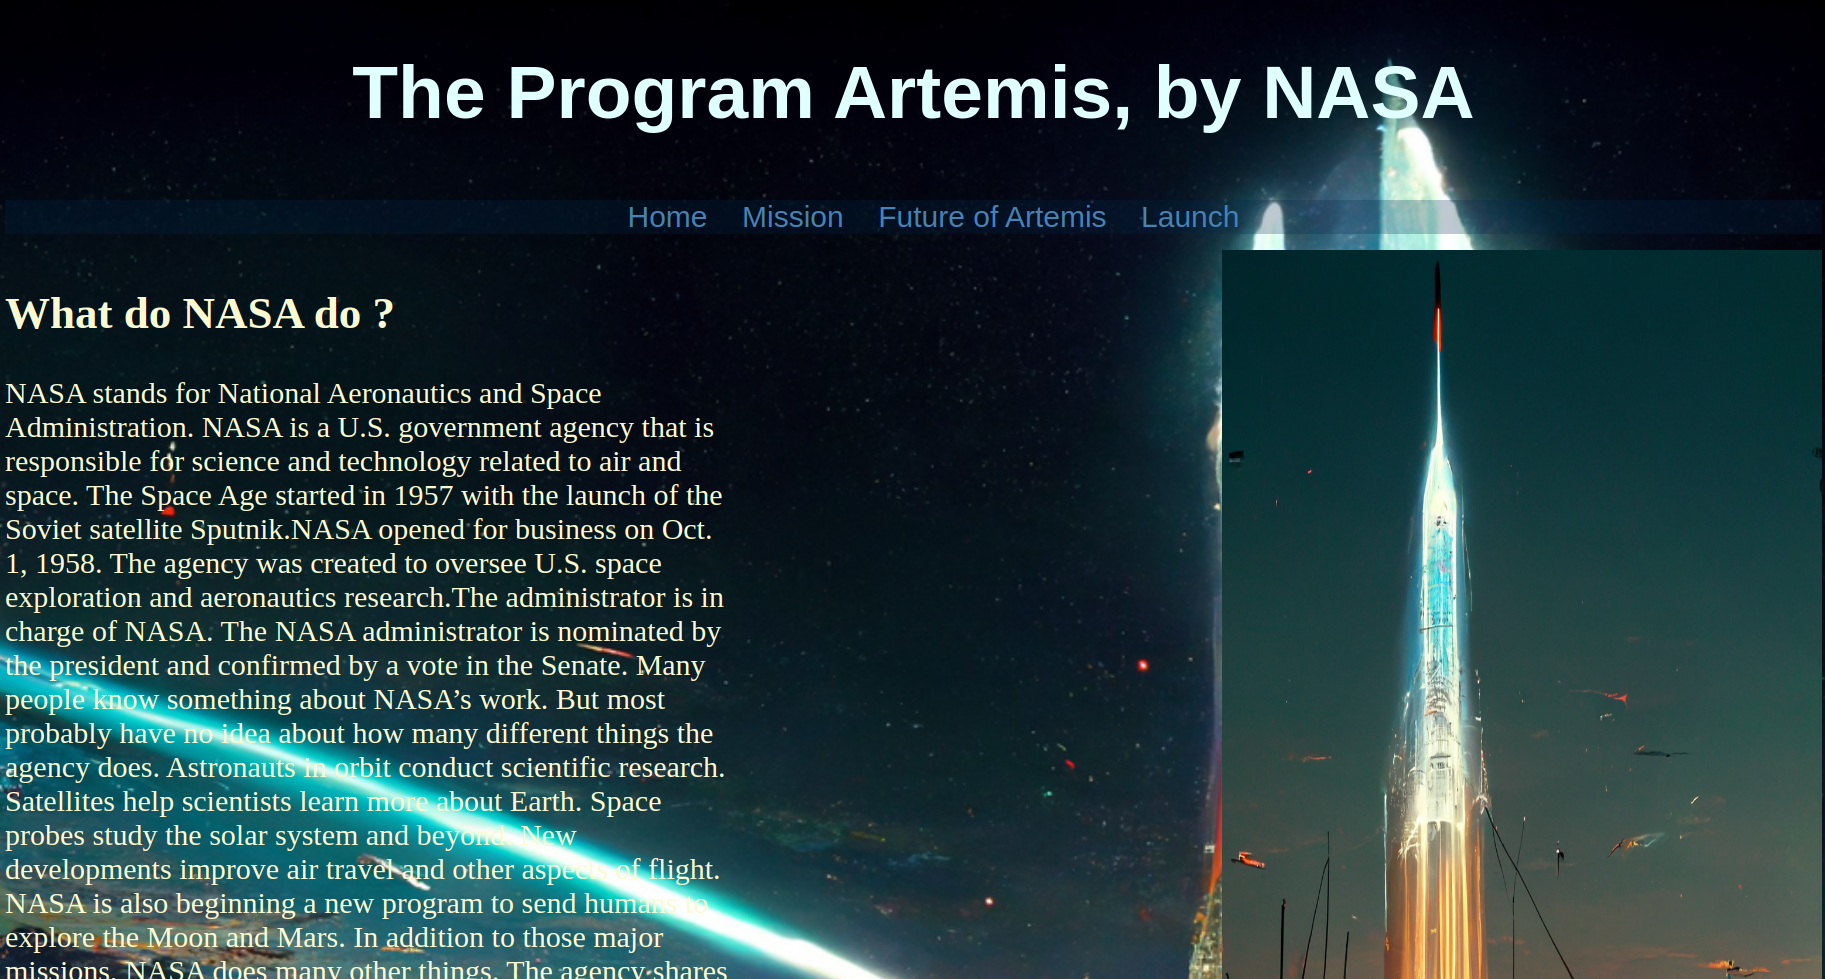 The Program Artemis, by NASA
Home Mission Future of Artemis Launch
What do NASA do ?
NASA stands for National Aeronautics and Space
Administration. NASA is a U.S. government agency that is
responsible for science and technology related to air and
space. The Space Age started in 1957 with the launch of the
Soviet satellite Sputnik.NASA opened for business on Oct.
1, 1958. The agency was created to oversee U.S. space
exploration and aeronautics research.The administrator is in
charge of NASA. The NASA administrator is nominated by
the president and confirmed by a vote in the Senate. Many
people know something about NASA’s work. But most
probably have no idea about how many different things the
agency does. Astronauts in orbit conduct scientific research.
Satellites help scientists learn more about Earth. Space
probes study the solar system and beyond. New
developments improve air travel and other aspects of flight.
NASA is also beginning a new program to send humans to
explore the Moon and Mars. In addition to those major
missions, NASA does many other things. The agency shares